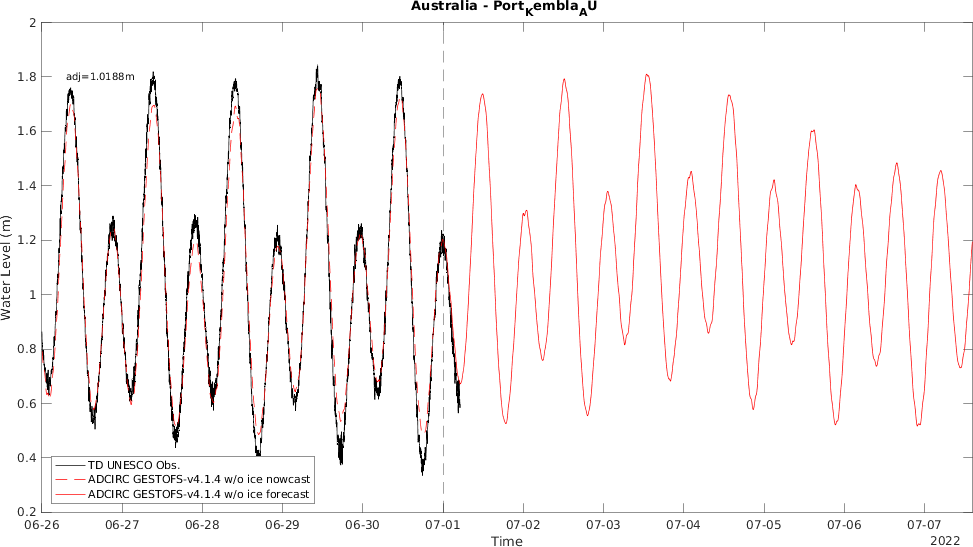 Australia - PortKemblaAU
adj=1.0188m
2
1.8
1.6
1.4
1.2
1
0.8
0.6
0.4
0.2
Water Level (m)
TD UNESCO Obs.
ADCIRC GESTOFS-v4.1.4 w/o ice nowcast
ADCIRC GESTOFS-v4.1.4 w/o ice forecast
06-26 06-27 06-28 06-29 06-30 07-01 07-02 07-03 07-04 07-05 07-06 07-07
Time
2022